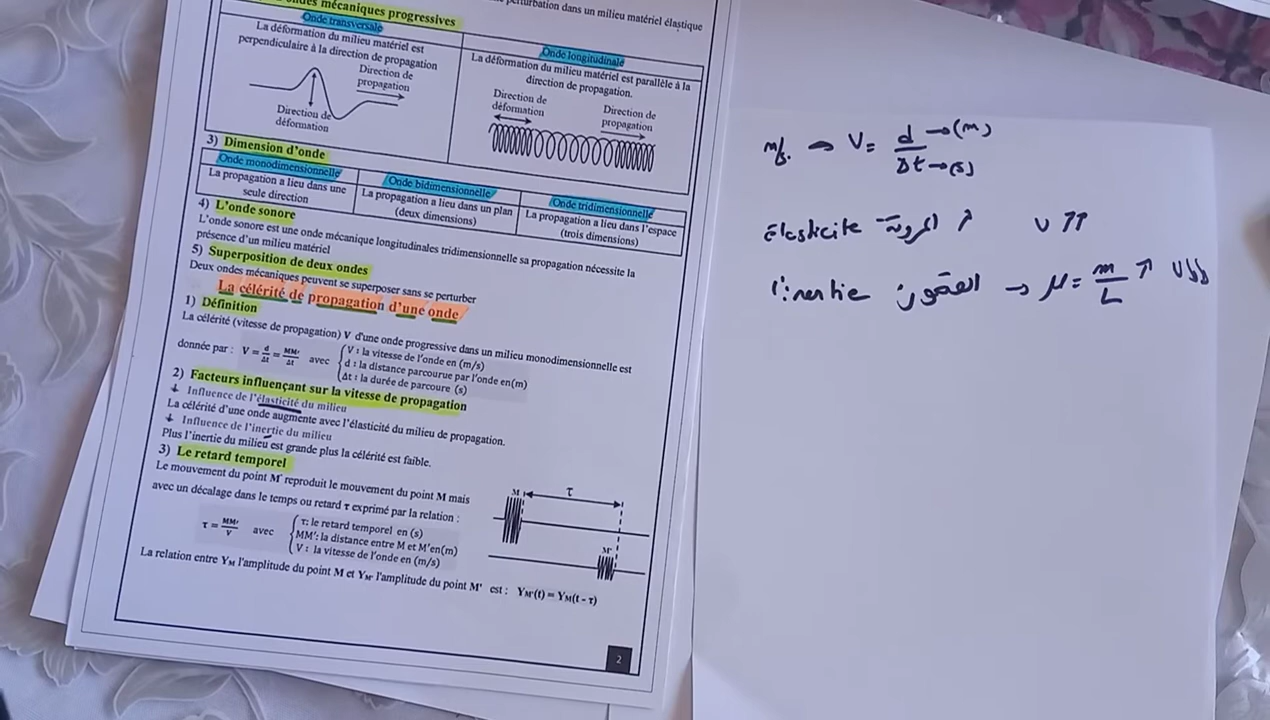 ondes mécaniques progressives
perturbation dans un milieu matériel élastique
Onde transversale
La déformation du milieu matériel est
perpendiculaire à la direction de propagation
Direction de
propagation
Direction de
déformation
Onde longitudinale
La déformation du milieu matériel est parallèle à la
direction de propagation.
Direction de
déformation
Direction de
propagation
3) Dimension d'onde
Onde monodimensionnelle
La propagation a lieu dans une
seule direction
Onde bidimensionnelle
La propagation a lieu dans un plan
(deux dimensions)
Onde tridimensionnelle
La propagation a lieu dans l'espace
(trois dimensions)
4) L'onde sonore
L'onde sonore est une onde mécanique longitudinales tridimensionnelle sa propagation nécessite la
présence d'un milieu matériel
5) Superposition de deux ondes
Deux ondes mécaniques peuvent se superposer sans se perturber
La célérité de propagation d'une onde
1) Définition
La célérité (vitesse de propagation) V d'une onde progressive dans un milieu monodimensionnelle est
donnée par : V = d/Δt = MM'/Δt avec
V : la vitesse de l'onde en (m/s)
d : la distance parcourue par l'onde en(m)
Δt : la durée de parcoure (s)
2) Facteurs influençant sur la vitesse de propagation
↓ Influence de l'élasticité du milieu
La célérité d'une onde augmente avec l'élasticité du milieu de propagation.
↓ Influence de l'inertie du milieu
Plus l'inertie du milieu est grande plus la célérité est faible.
3) Le retard temporel
Le mouvement du point M' reproduit le mouvement du point M mais
avec un décalage dans le temps ou retard τ exprimé par la relation :
τ = MM'/V avec
τ: le retard temporel en (s)
MM': la distance entre M et M'en(m)
V : la vitesse de l'onde en (m/s)
M τ
M'
La relation entre YM l'amplitude du point M et YM' l'amplitude du point M' est : YM'(t) = YM(t - τ)
2
m/s. → V = d/Δt →(m) →(s)
élasticité المرونة ↑ V ↑↑
l'inertie → μ = m/L ↑ V↓↓